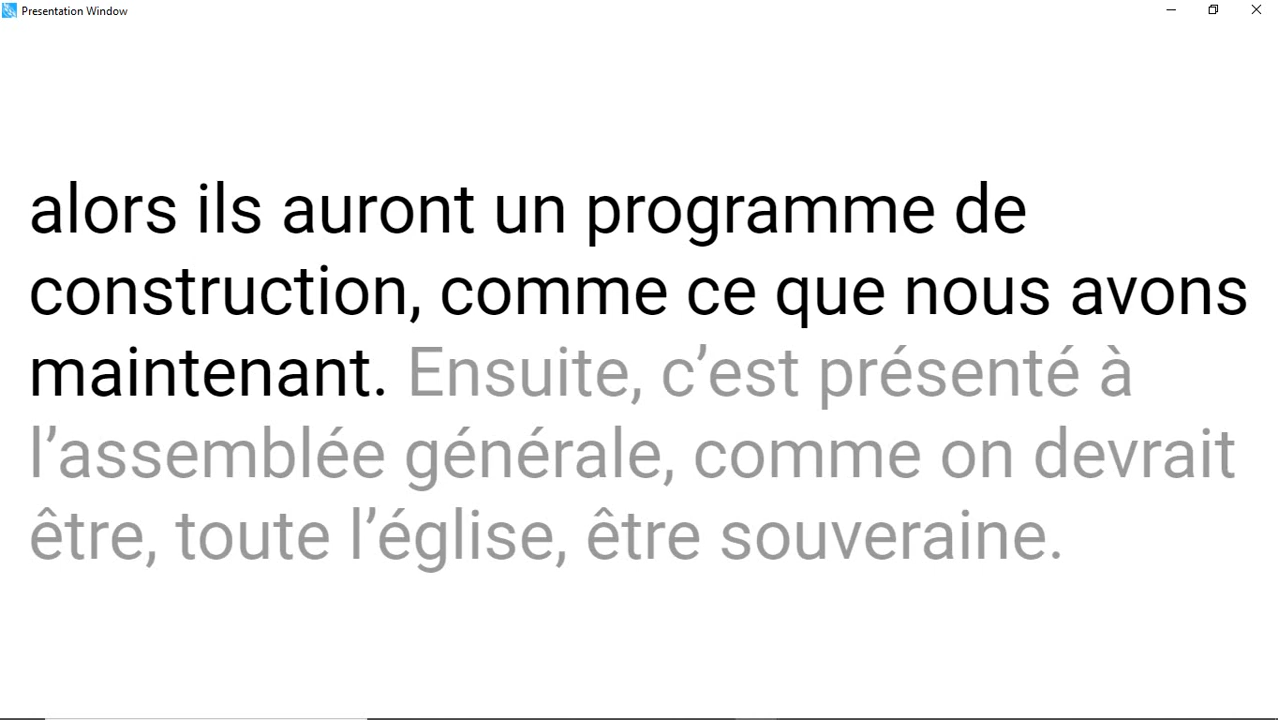 Presentation Window
alors ils auront un programme de
construction, comme ce que nous avons
maintenant. Ensuite, c’est présenté à
l’assemblée générale, comme on devrait
être, toute l’église, être souveraine.